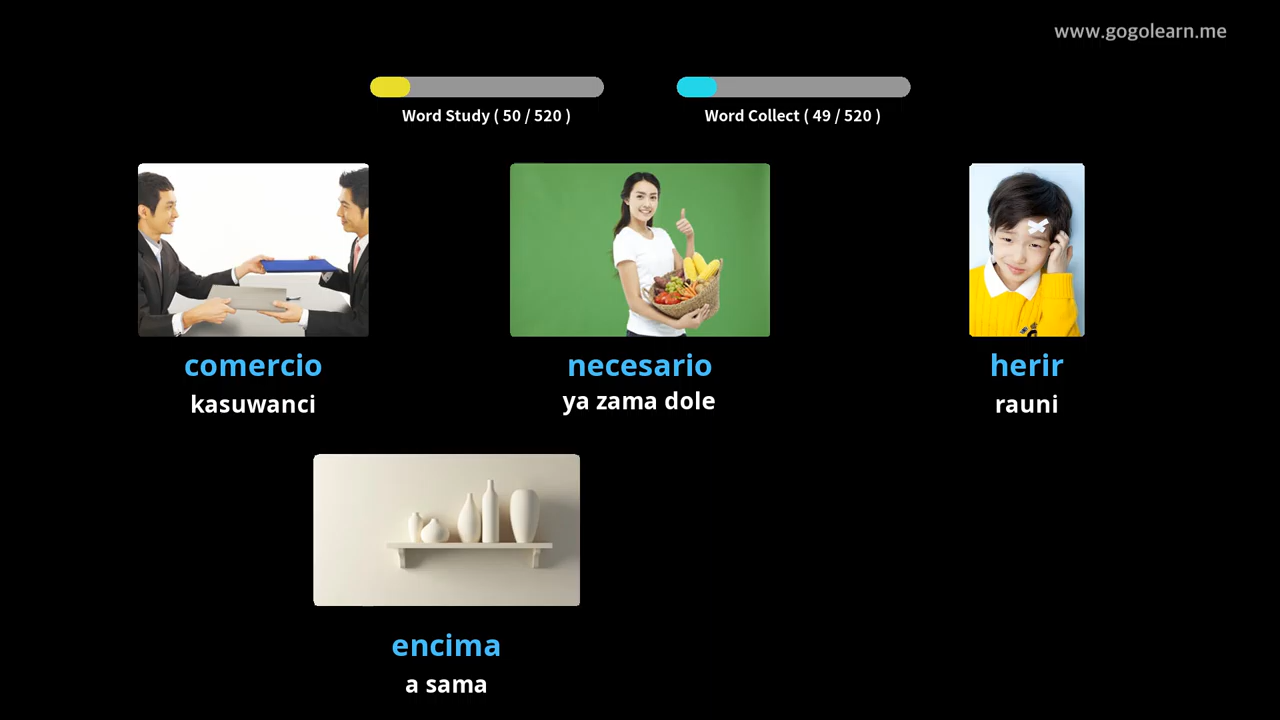 www.gogolearn.me
Word Study ( 50 / 520 )
Word Collect ( 49 / 520 )
comercio
kasuwanci
necesario
ya zama dole
herir
rauni
encima
a sama